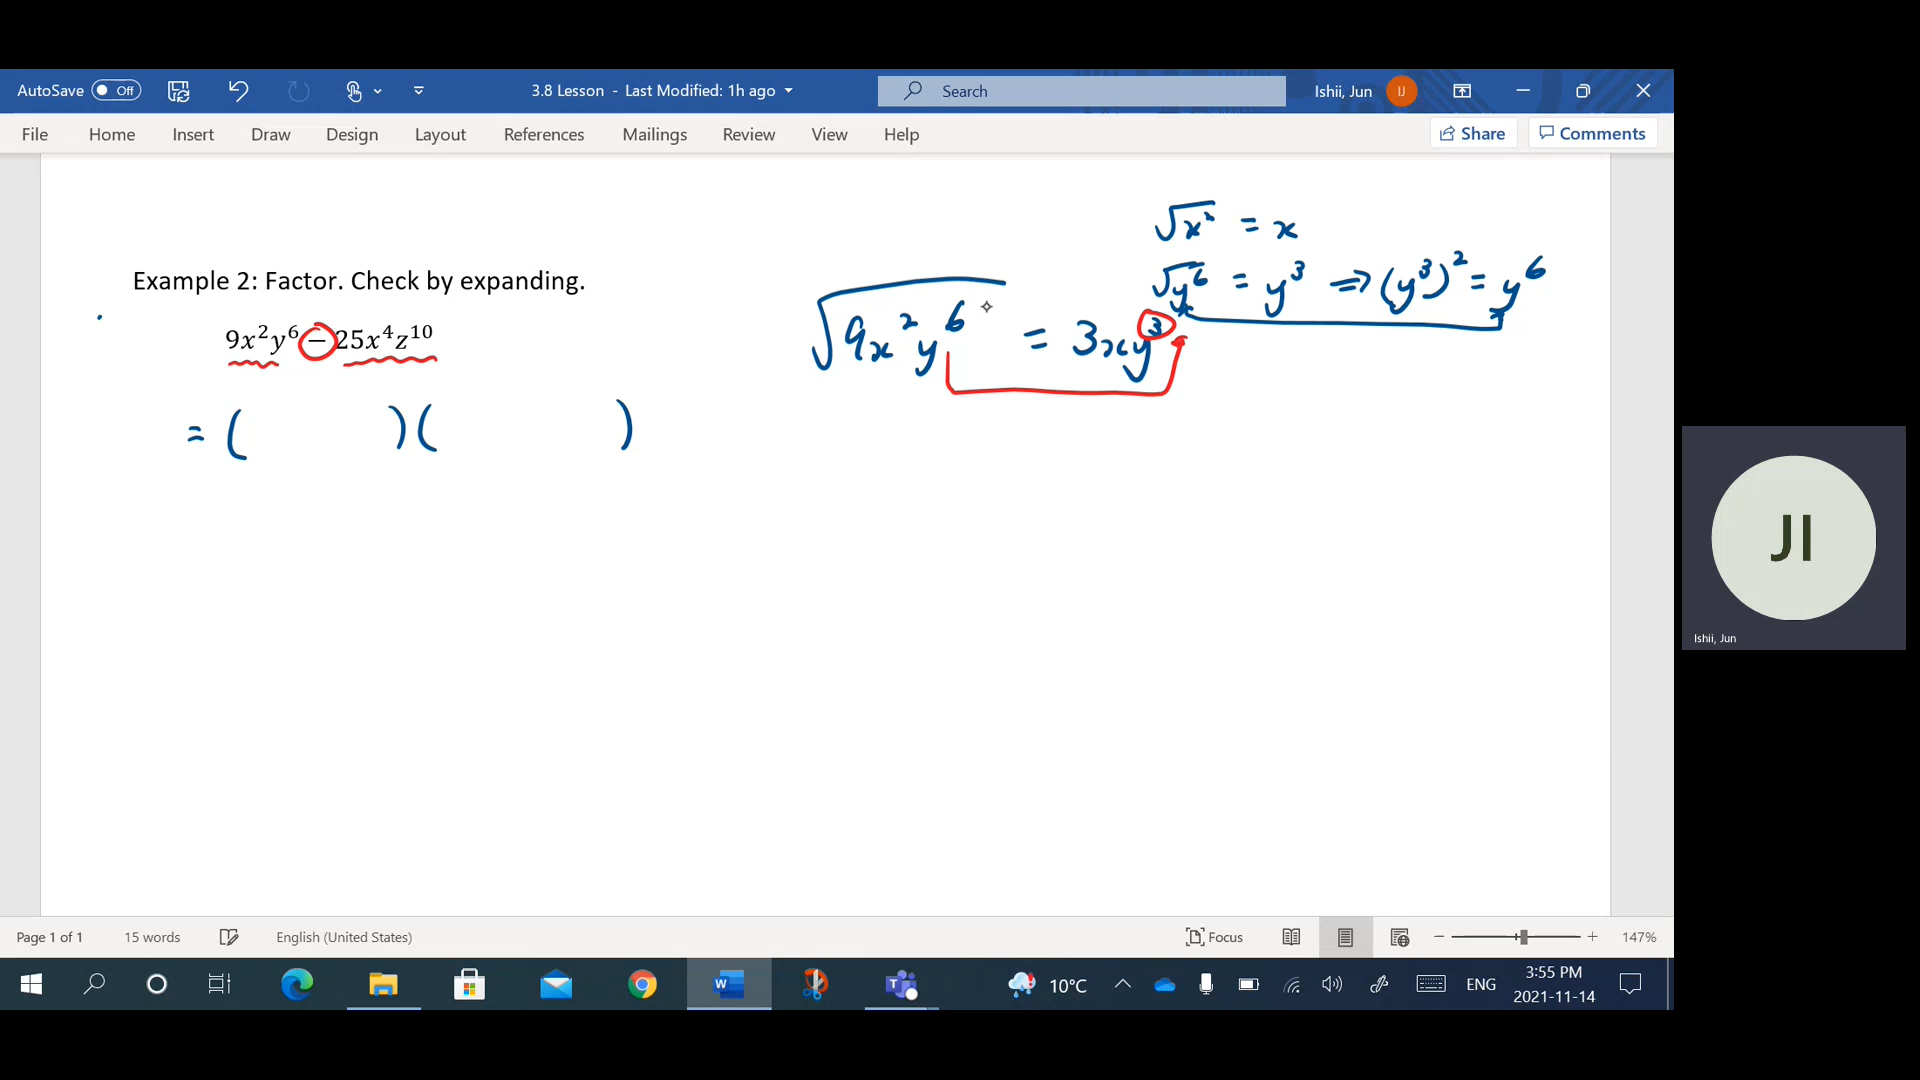 AutoSave Off 3.8 Lesson - Last Modified: 1h ago Search Ishii, Jun IJ
File Home Insert Draw Design Layout References Mailings Review View Help Share Comments
√x² = x
√y⁶ = y³ ⇒ (y³)² = y⁶
Example 2: Factor. Check by expanding.
9x²y⁶ − 25x⁴z¹⁰
√9x²y⁶ = 3xy³
= ( )( )
JI
Ishii, Jun
Page 1 of 1 15 words English (United States) Focus 147%
10°C ENG 3:55 PM
2021-11-14